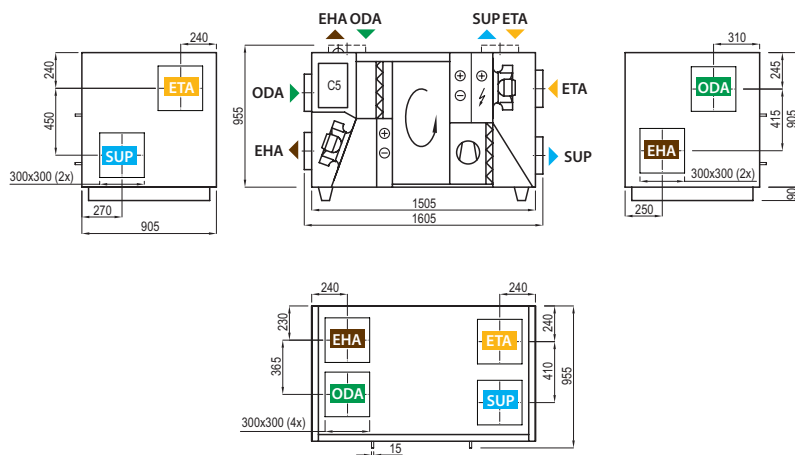 240
240
ETA
450
SUP
300x300 (2x)
270
905
EHA ODA
SUP ETA
955
C5
ODA
ETA
EHA
SUP
1505
1605
310
245
ODA
415
905
EHA
300x300 (2x)
250
90
240
240
230
EHA
ETA
240
365
410
955
ODA
SUP
300x300 (4x)
15